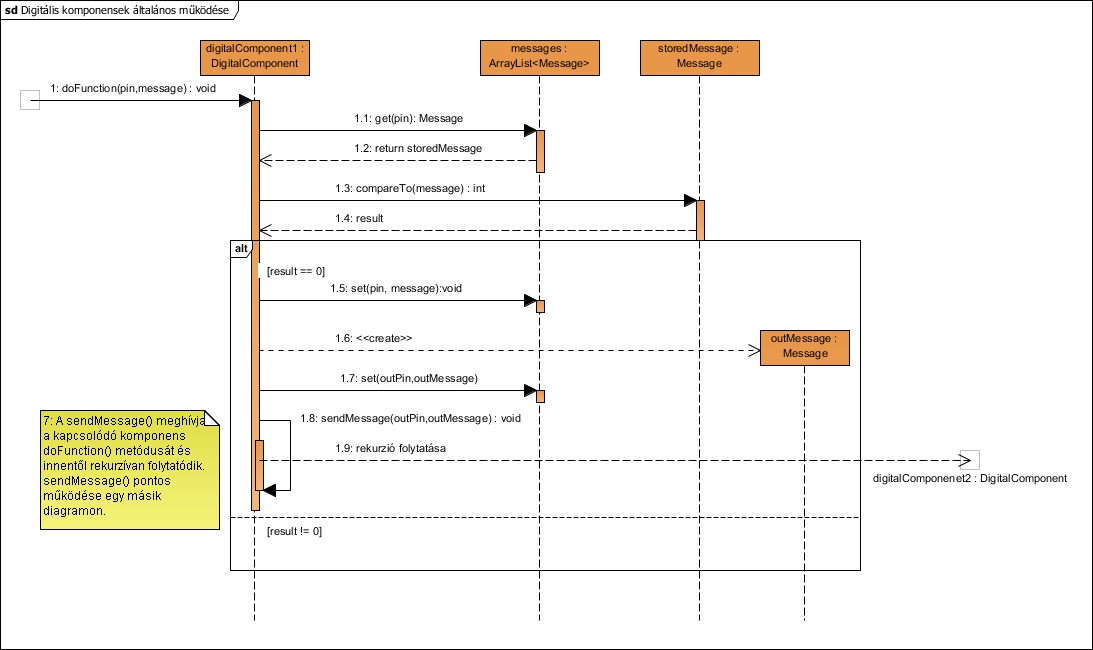 sd Digitális komponensek általános működése
digitalComponent1 :
DigitalComponent
messages :
ArrayList<Message>
storedMessage :
Message
1: doFunction(pin,message) : void
1.1: get(pin): Message
1.2: return storedMessage
1.3: compareTo(message) : int
1.4: result
alt
[result == 0]
1.5: set(pin, message):void
1.6: <<create>>
outMessage :
Message
1.7: set(outPin,outMessage)
1.8: sendMessage(outPin,outMessage) : void
1.9: rekurzió folytatása
digitalComponenet2 : DigitalComponent
7: A sendMessage() meghívja
a kapcsolódó komponens
doFunction() metódusát és
innentől rekurzívan folytatódik.
sendMessage() pontos
működése egy másik
diagramon.
[result != 0]